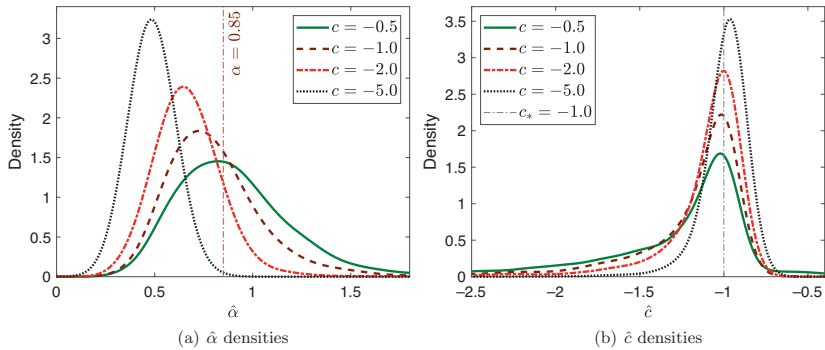 3
2.5
2
1.5
1
0.5
0
Density
0
0.5
1
1.5
α̂
α = 0.85
c = −0.5
c = −1.0
c = −2.0
c = −5.0
(a) α̂ densities
3.5
3
2.5
2
1.5
1
0.5
0
Density
−2.5
−2
−1.5
−1
−0.5
ĉ
c = −0.5
c = −1.0
c = −2.0
c = −5.0
c* = −1.0
(b) ĉ densities